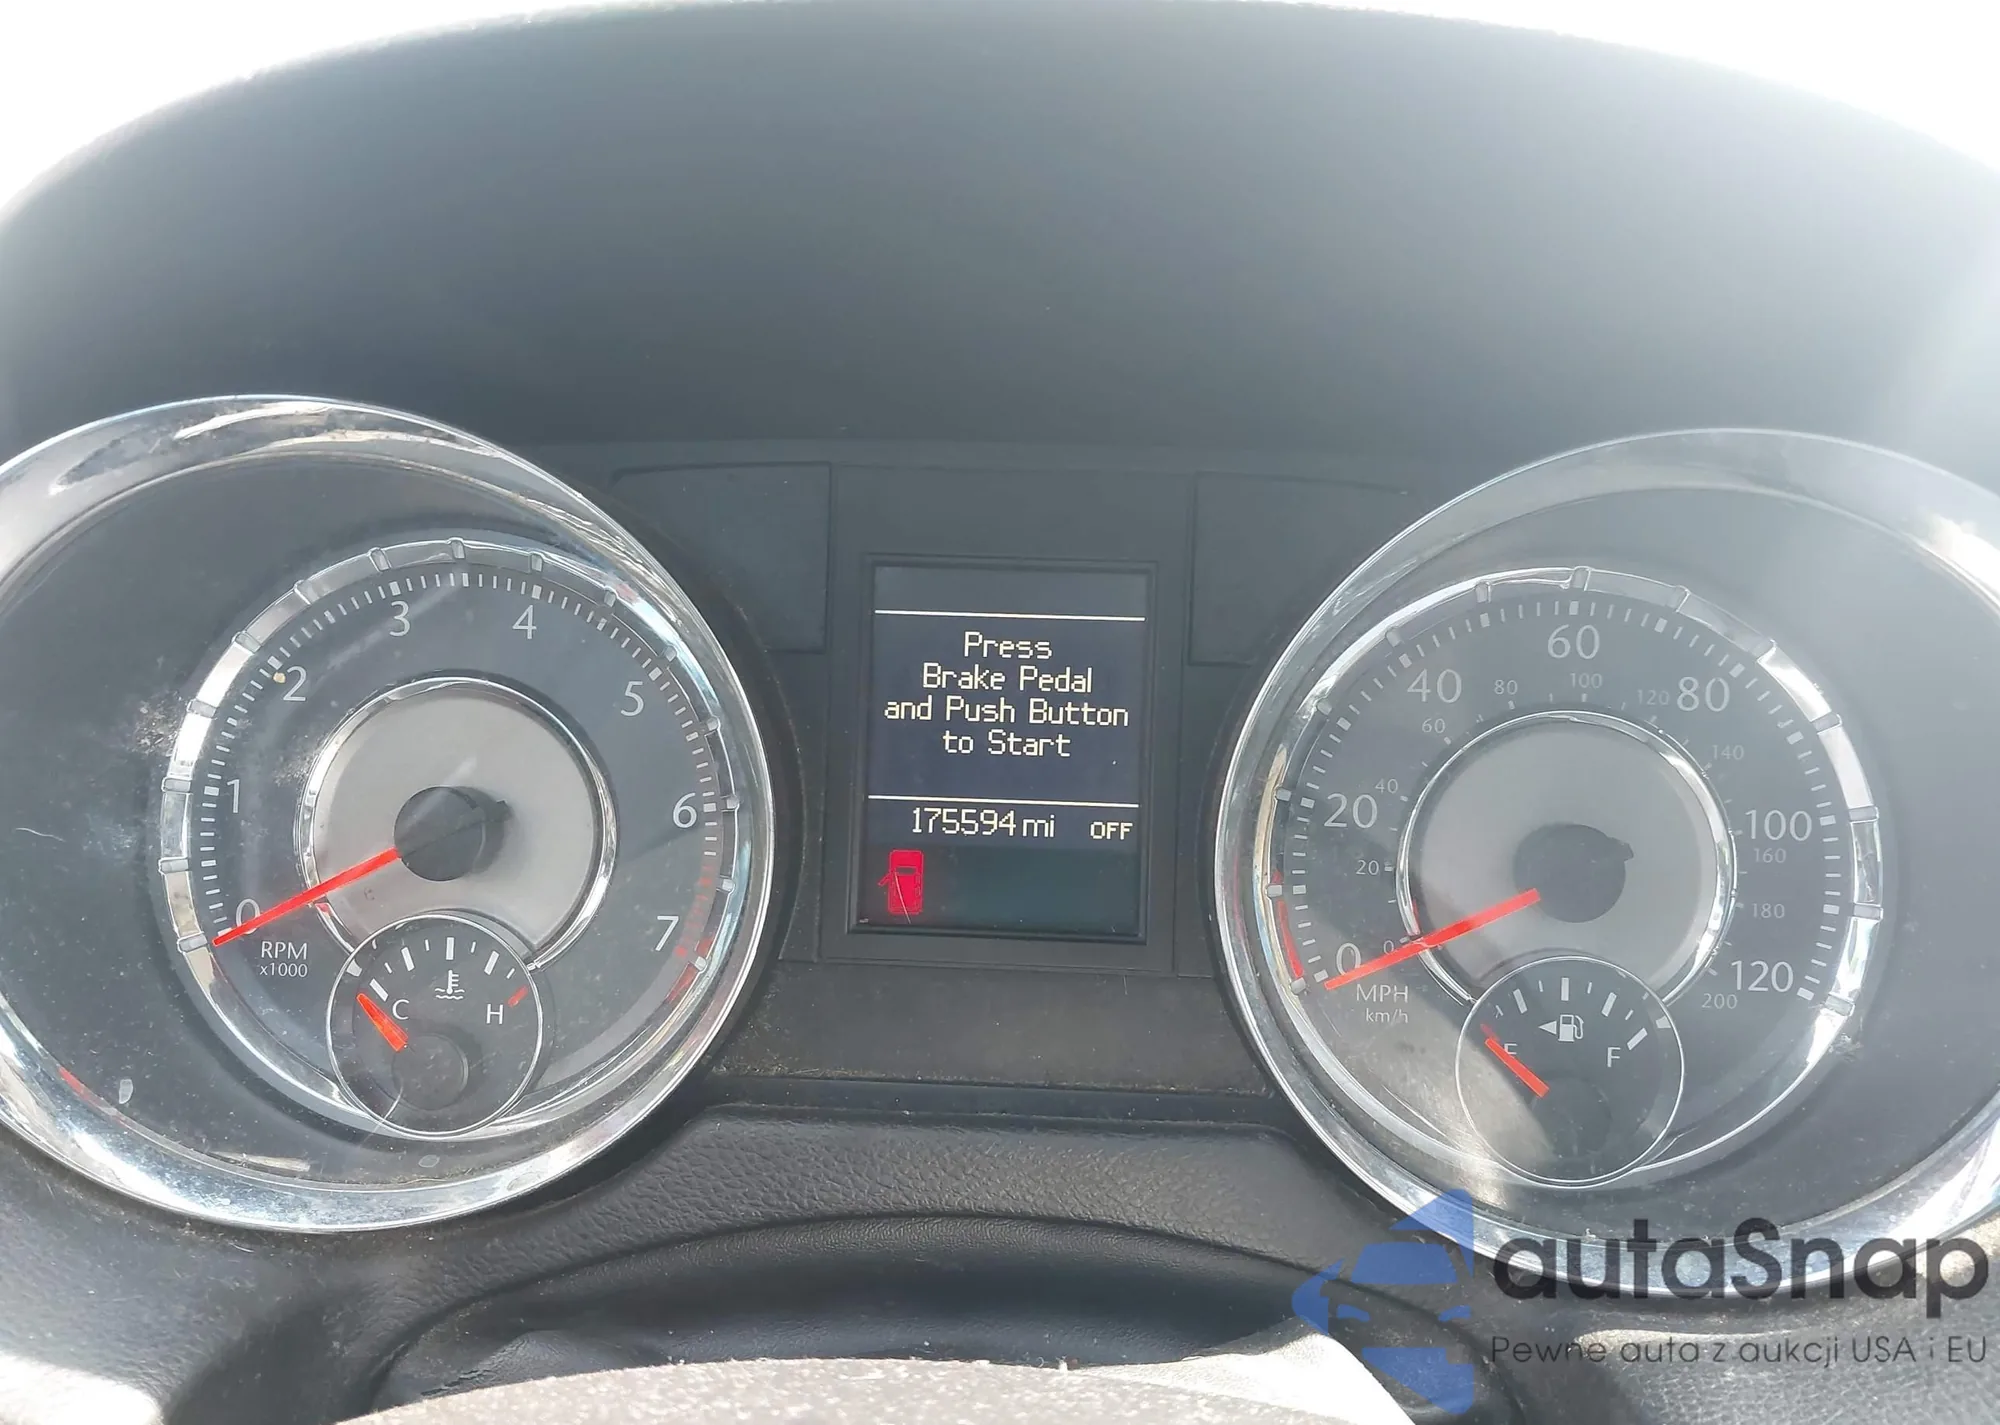 0
1
2
3
4
5
6
7
RPM
x1000
C
H
Press
Brake Pedal
and Push Button
to Start
175594 mi OFF
0
20
40
60
80
100
120
0
20
40
60
80
100
120
140
160
180
200
MPH
km/h
E
F
autaSnap
Pewne auta z aukcji USA i EU